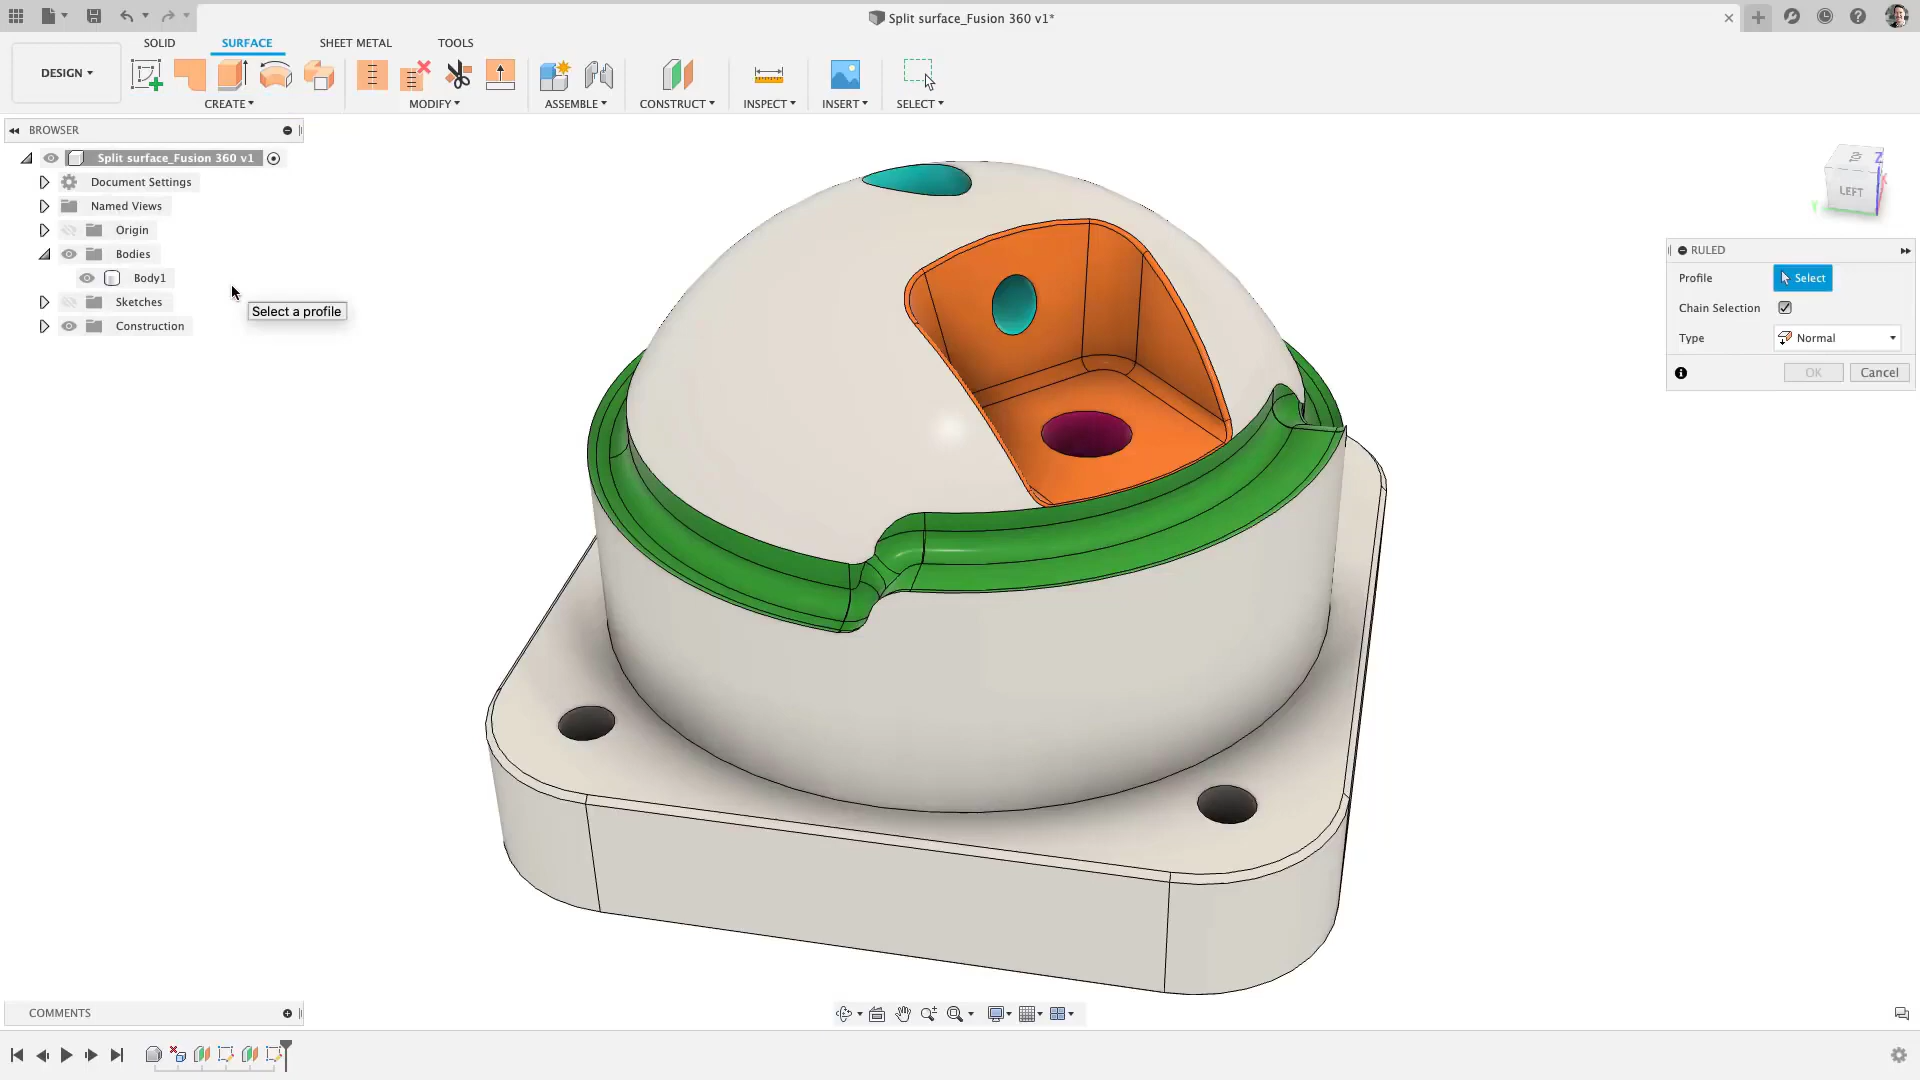 Split surface_Fusion 360 v1*
SOLID SURFACE SHEET METAL TOOLS
DESIGN
CREATE MODIFY ASSEMBLE CONSTRUCT INSPECT INSERT SELECT
BROWSER
Split surface_Fusion 360 v1
Document Settings
Named Views
Origin
Bodies
Body1
Sketches
Construction
Select a profile
Z
LEFT
Y
RULED
Profile Select
Chain Selection
Type Normal
OK Cancel
COMMENTS